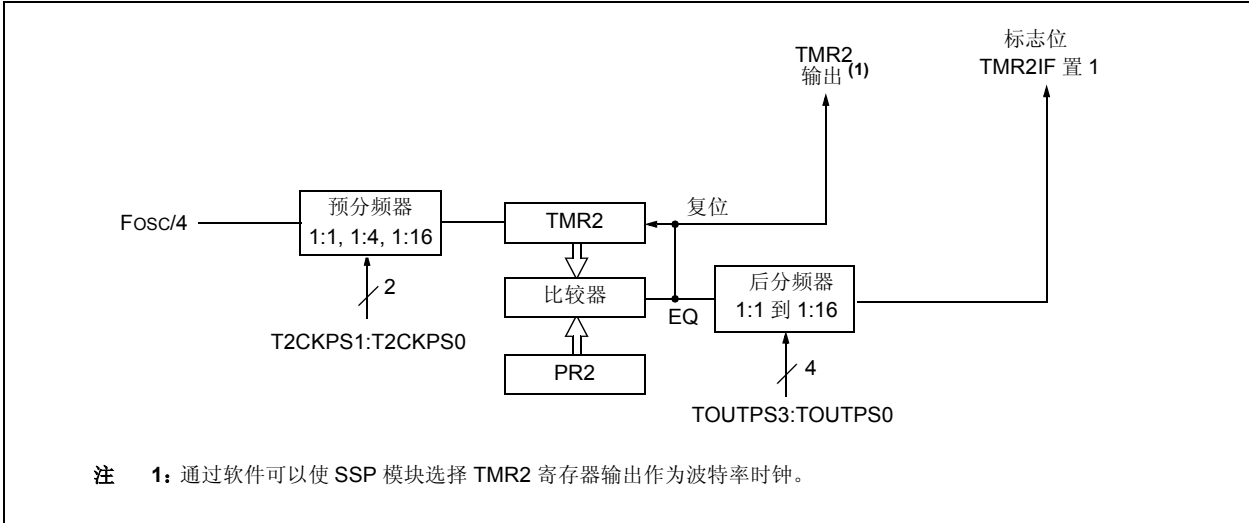 TMR2
输出 (1)
标志位
TMR2IF 置 1
FOSC/4
预分频器
1:1, 1:4, 1:16
TMR2
复位
2
T2CKPS1:T2CKPS0
比较器
EQ
后分频器
1:1 到 1:16
PR2
4
TOUTPS3:TOUTPS0
注 1: 通过软件可以使 SSP 模块选择 TMR2 寄存器输出作为波特率时钟。